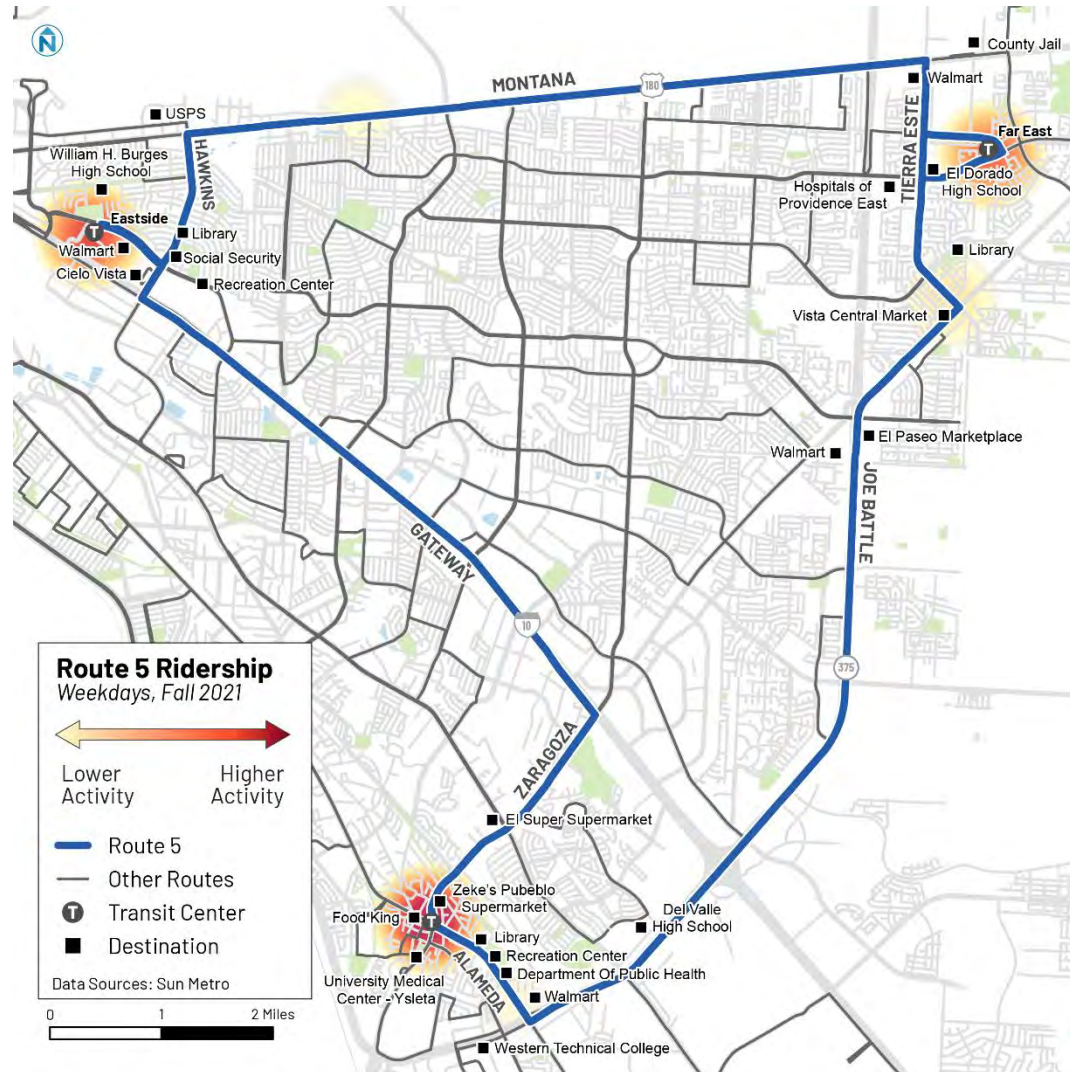 N
County Jail
MONTANA
180
Walmart
USPS
HAWKINS
William H. Burges
High School
TIERRA ESTE
Far East
T
El Dorado
High School
Hospitals of
Providence East
Eastside
T
Library
Walmart
Social Security
Library
Cielo Vista
Recreation Center
Vista Central Market
El Paseo Marketplace
Walmart
JOE BATTLE
GATEWAY
10
375
ZARAGOZA
El Super Supermarket
Zeke's Pubeblo
Supermarket
Food King
T
Del Valle
High School
Library
Recreation Center
Department Of Public Health
ALAMEDA
University Medical
Center - Ysleta
Walmart
Western Technical College
Route 5 Ridership
Weekdays, Fall 2021
Lower
Activity
Higher
Activity
Route 5
Other Routes
T
Transit Center
Destination
Data Sources: Sun Metro
0 1 2 Miles